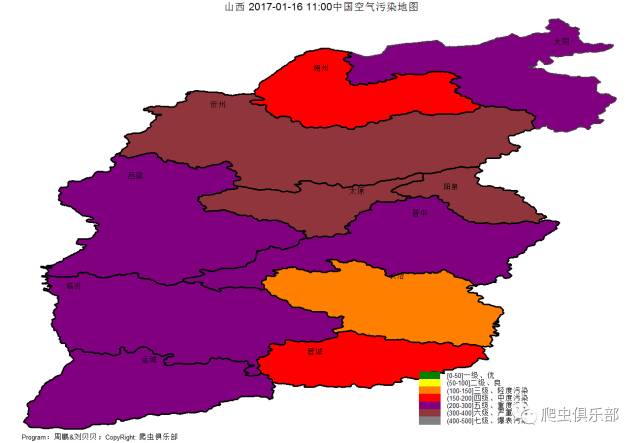 山西 2017-01-16 11:00中国空气污染地图
大同
朔州
忻州
吕梁
太原
阳泉
晋中
临汾
长治
晋城
运城
[0-50]一级、优
(50-100]二级、良
(100-150]三级、轻度污染
(150-200]四级、中度污染
(200-300]五级、重度污
(300-400]六级、严重
(400-500]七级、爆表污
爬虫俱乐部
Program：周鹏&刘贝贝；CopyRight: 爬虫俱乐部